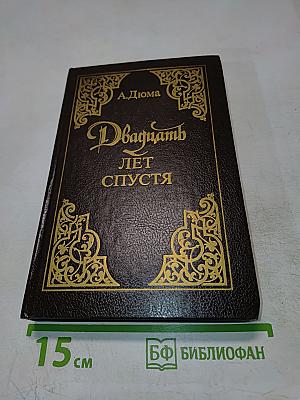 А. Дюма
Двадцать
ЛЕТ
СПУСТЯ
15 см
БФ БИБЛИОФАН